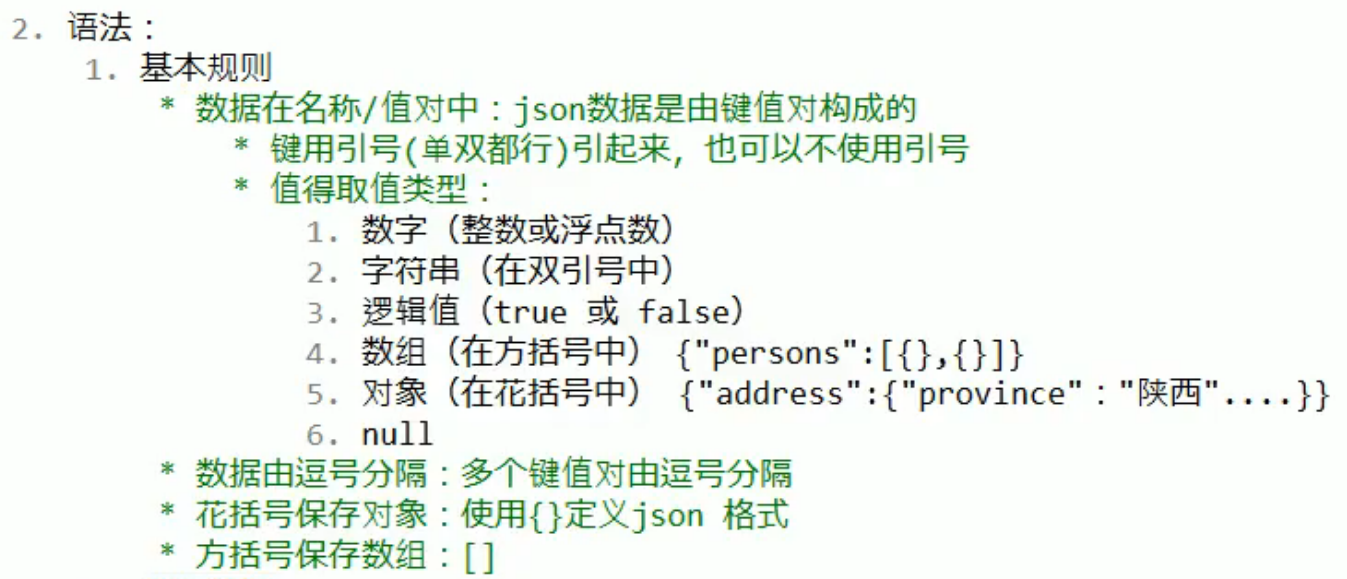 2. 语法：
1. 基本规则
* 数据在名称/值对中：json数据是由键值对构成的
* 键用引号(单双都行)引起来，也可以不使用引号
* 值得取值类型：
1. 数字（整数或浮点数）
2. 字符串（在双引号中）
3. 逻辑值（true 或 false）
4. 数组（在方括号中） {"persons":[{},{}]}
5. 对象（在花括号中） {"address":{"province"："陕西"....}}
6. null
* 数据由逗号分隔：多个键值对由逗号分隔
* 花括号保存对象：使用{}定义json 格式
* 方括号保存数组：[]